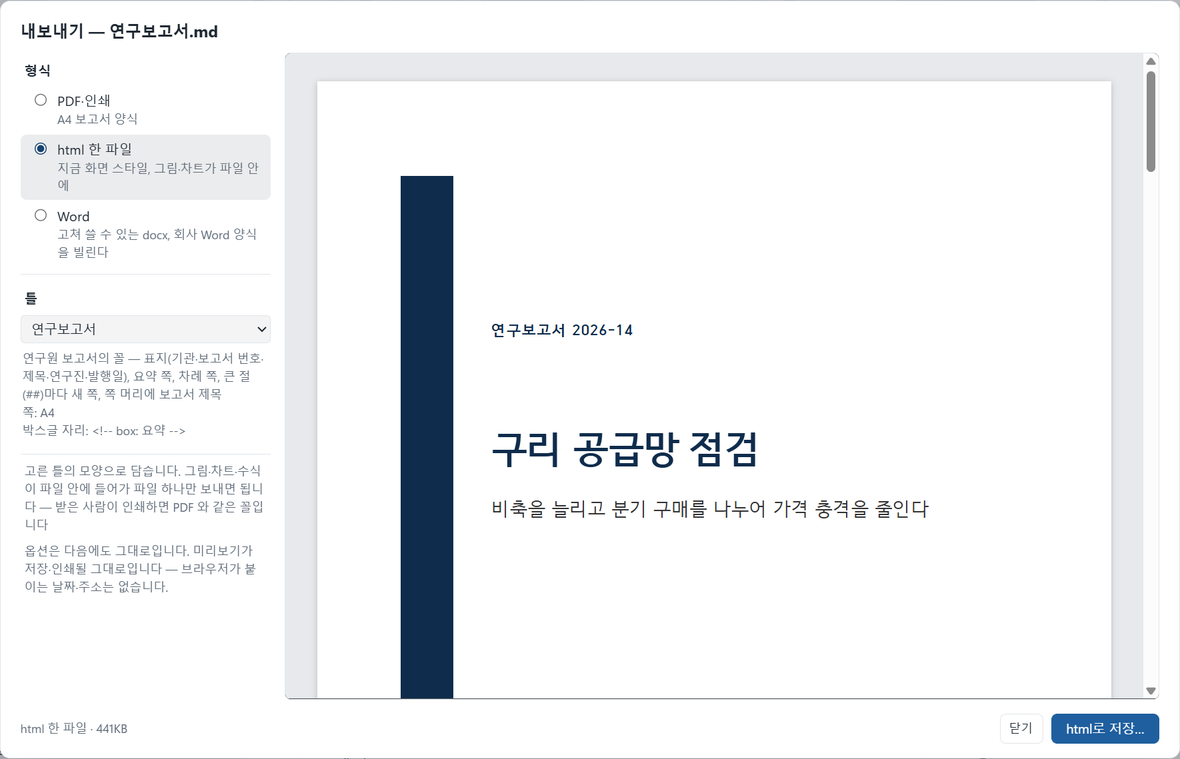 내보내기 — 연구보고서.md
형식
PDF·인쇄
A4 보고서 양식
html 한 파일
지금 화면 스타일, 그림·차트가 파일 안
에
Word
고쳐 쓸 수 있는 docx, 회사 Word 양식
을 빌린다
틀
연구보고서
연구원 보고서의 꼴 — 표지(기관·보고서 번호·
제목·연구진·발행일), 요약 쪽, 차례 쪽, 큰 절
(##)마다 새 쪽, 쪽 머리에 보고서 제목
쪽: A4
박스글 자리: <!-- box: 요약 -->
고른 틀의 모양으로 담습니다. 그림·차트·수식
이 파일 안에 들어가 파일 하나만 보내면 됩니
다 — 받은 사람이 인쇄하면 PDF 와 같은 꼴입
니다
옵션은 다음에도 그대로입니다. 미리보기가
저장·인쇄될 그대로입니다 — 브라우저가 붙
이는 날짜·주소는 없습니다.
연구보고서 2026-14
구리 공급망 점검
비축을 늘리고 분기 구매를 나누어 가격 충격을 줄인다
html 한 파일 · 441KB
닫기
html로 저장...